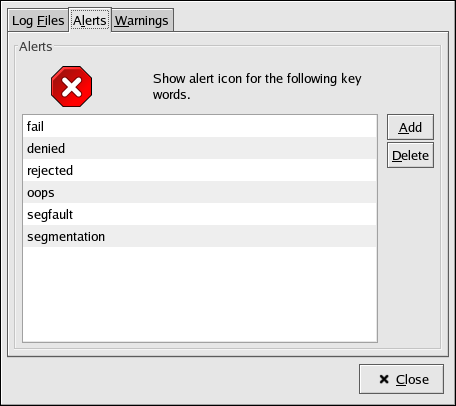 Log Files Alerts Warnings
Alerts
Show alert icon for the following key
words.
fail
Add
denied
Delete
rejected
oops
segfault
segmentation
Close